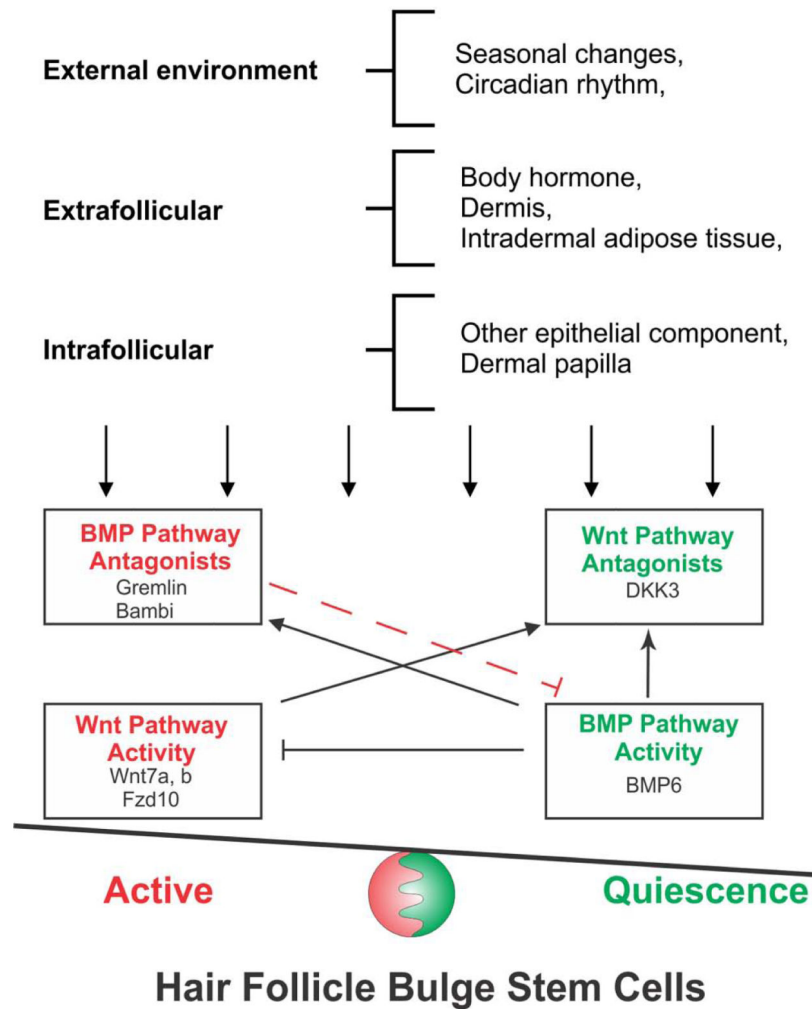 External environment
Seasonal changes,
Circadian rhythm,
Extrafollicular
Body hormone,
Dermis,
Intradermal adipose tissue,
Intrafollicular
Other epithelial component,
Dermal papilla
BMP Pathway
Antagonists
Gremlin
Bambi
Wnt Pathway
Antagonists
DKK3
Wnt Pathway
Activity
Wnt7a, b
Fzd10
BMP Pathway
Activity
BMP6
Active
Quiescence
Hair Follicle Bulge Stem Cells